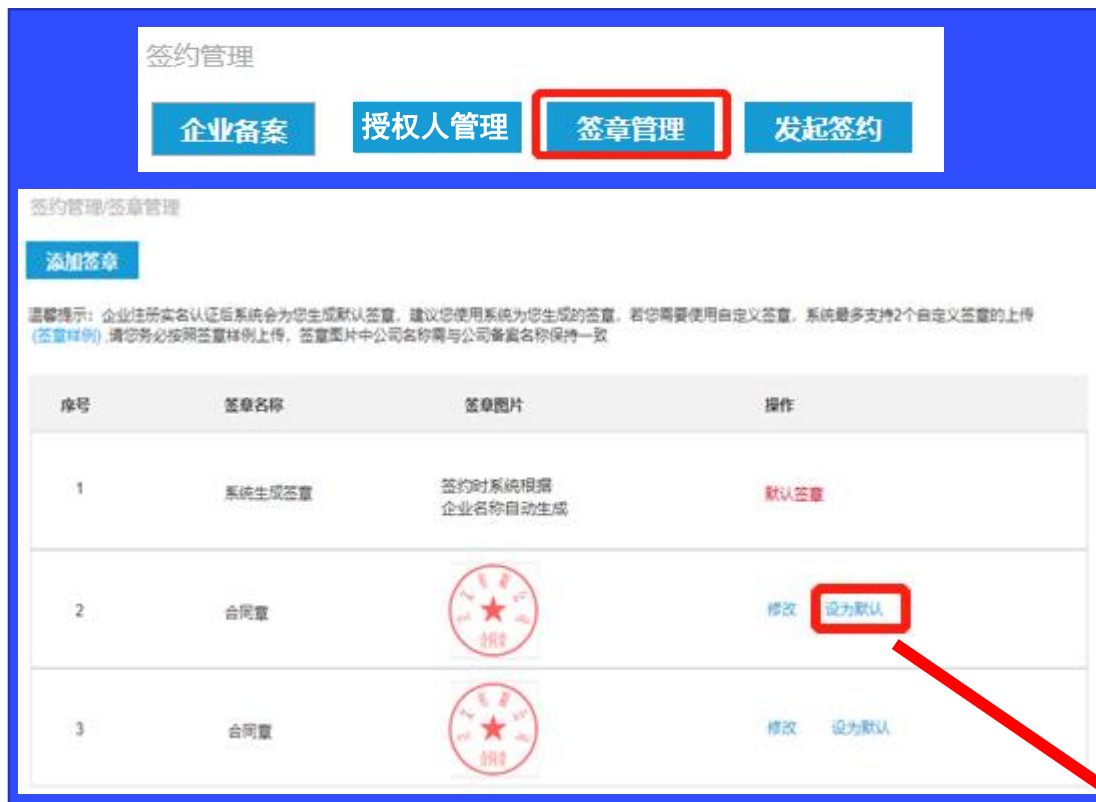 签约管理
企业备案 授权人管理 签章管理 发起签约
签约管理/签章管理
添加签章
温馨提示：企业注册实名认证后系统会为您生成默认签章，建议您使用系统为您生成的签章，若您需要使用自定义签章，系统最多支持2个自定义签章的上传
(签章样例),请您务必按照签章样例上传，签章图片中公司名称需与公司备案名称保持一致
序号 签章名称 签章图片 操作
1 系统生成签章 签约时系统根据 默认签章
企业名称自动生成
2 合同章 修改 设为默认
合同章
3 合同章 修改 设为默认
合同章